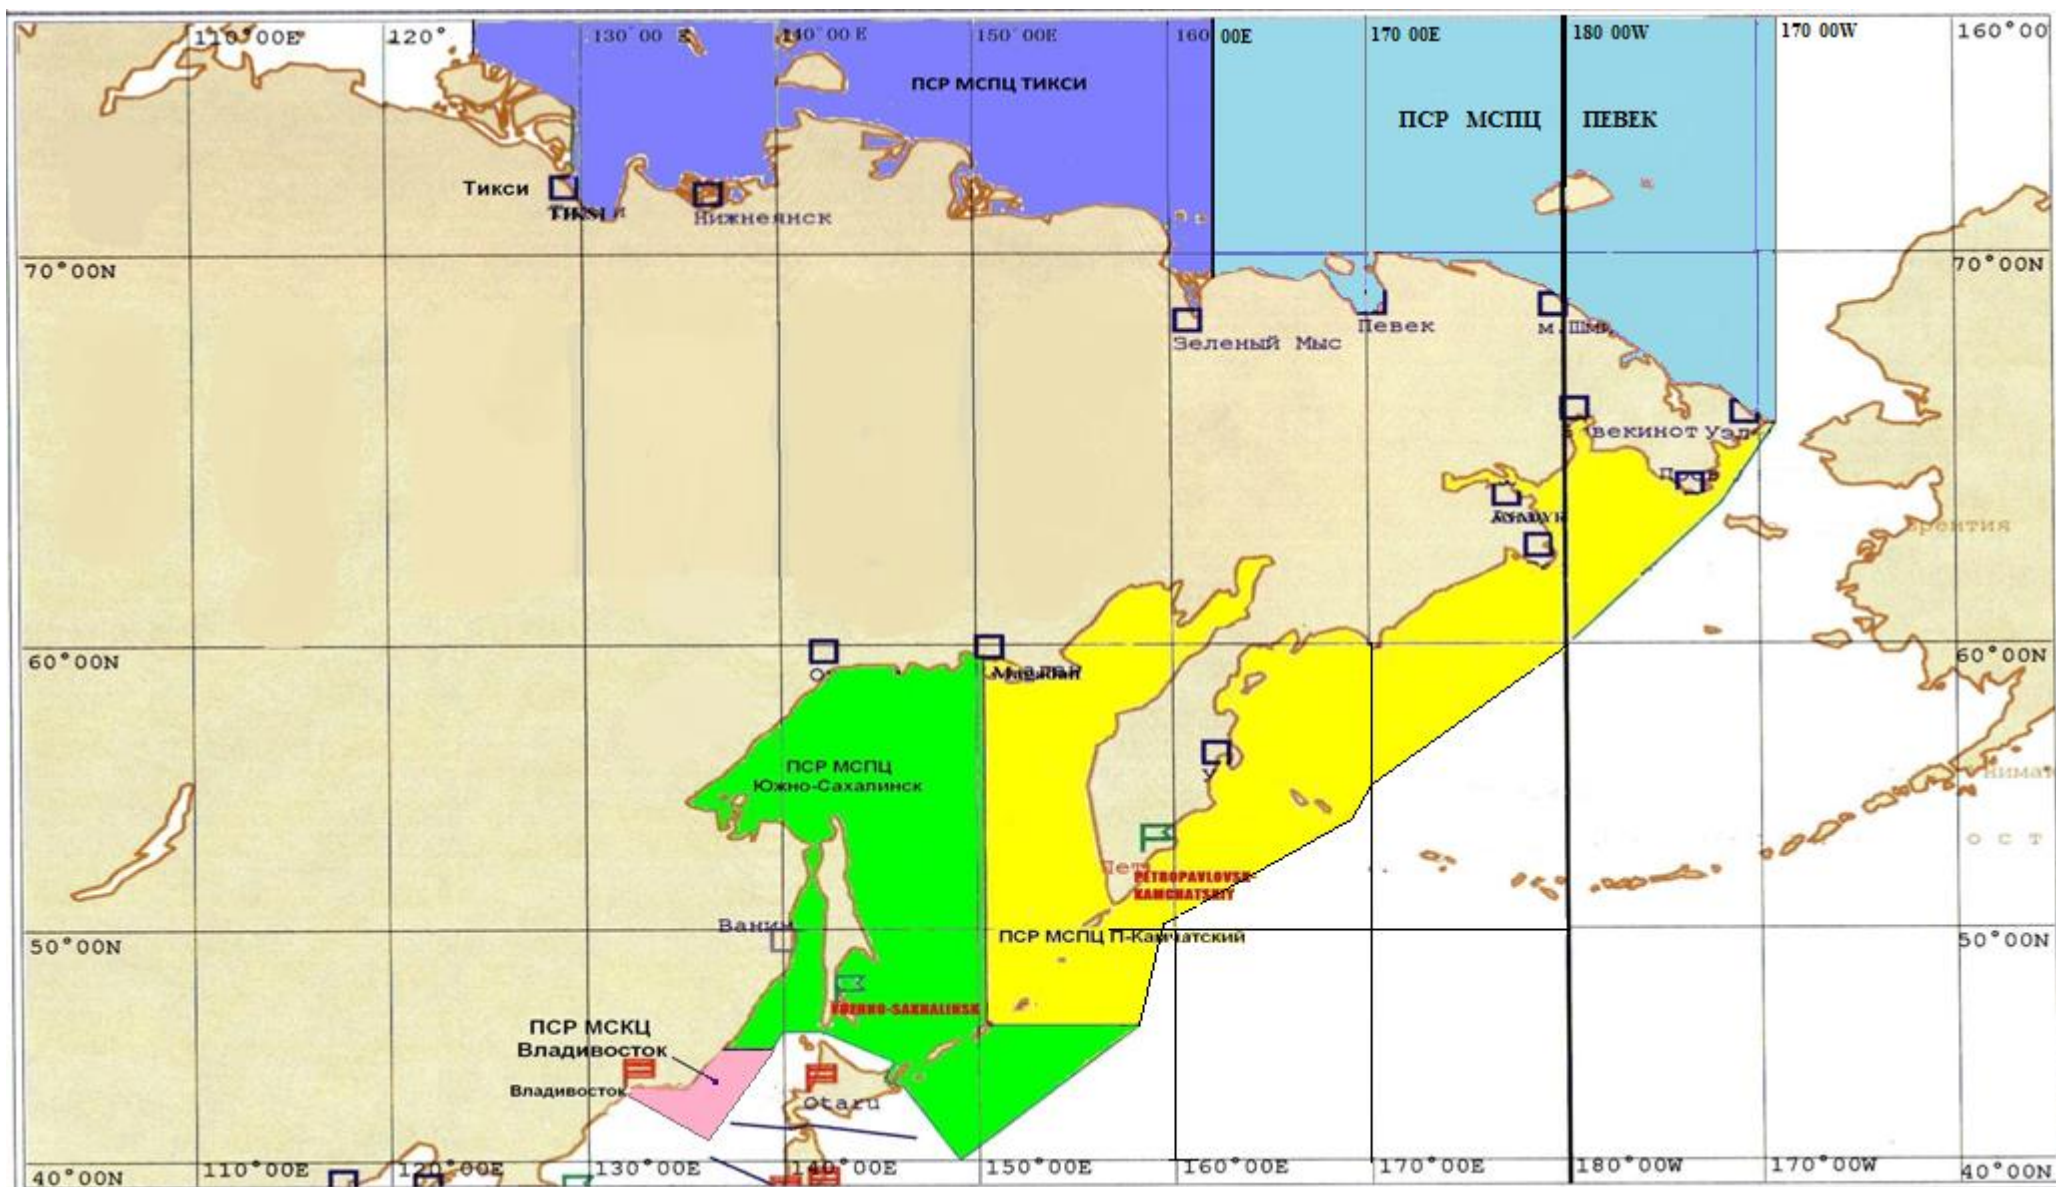 110°00E
120°
130°00 E
140°00 E
150°00E
160 00E
170 00E
180 00W
170 00W
160°00
ПСР МСПЦ ТИКСИ
ПСР МСПЦ ПЕВЕК
Тикси
Нижнеянск
70°00N
70°00N
Певек
Зеленый Мыс
60°00N
60°00N
ПСР МСПЦ
Южно-Сахалинск
PETROPAVLOVSK
KAMCHATSKIY
50°00N
50°00N
ПСР МСПЦ П-Камчатский
ПСР МСКЦ
Владивосток
Владивосток
Otaru
о с т
40°00N
110°00E
120°00E
130°00E
140°00E
150°00E
160°00E
170°00E
180°00W
170°00W
40°00N